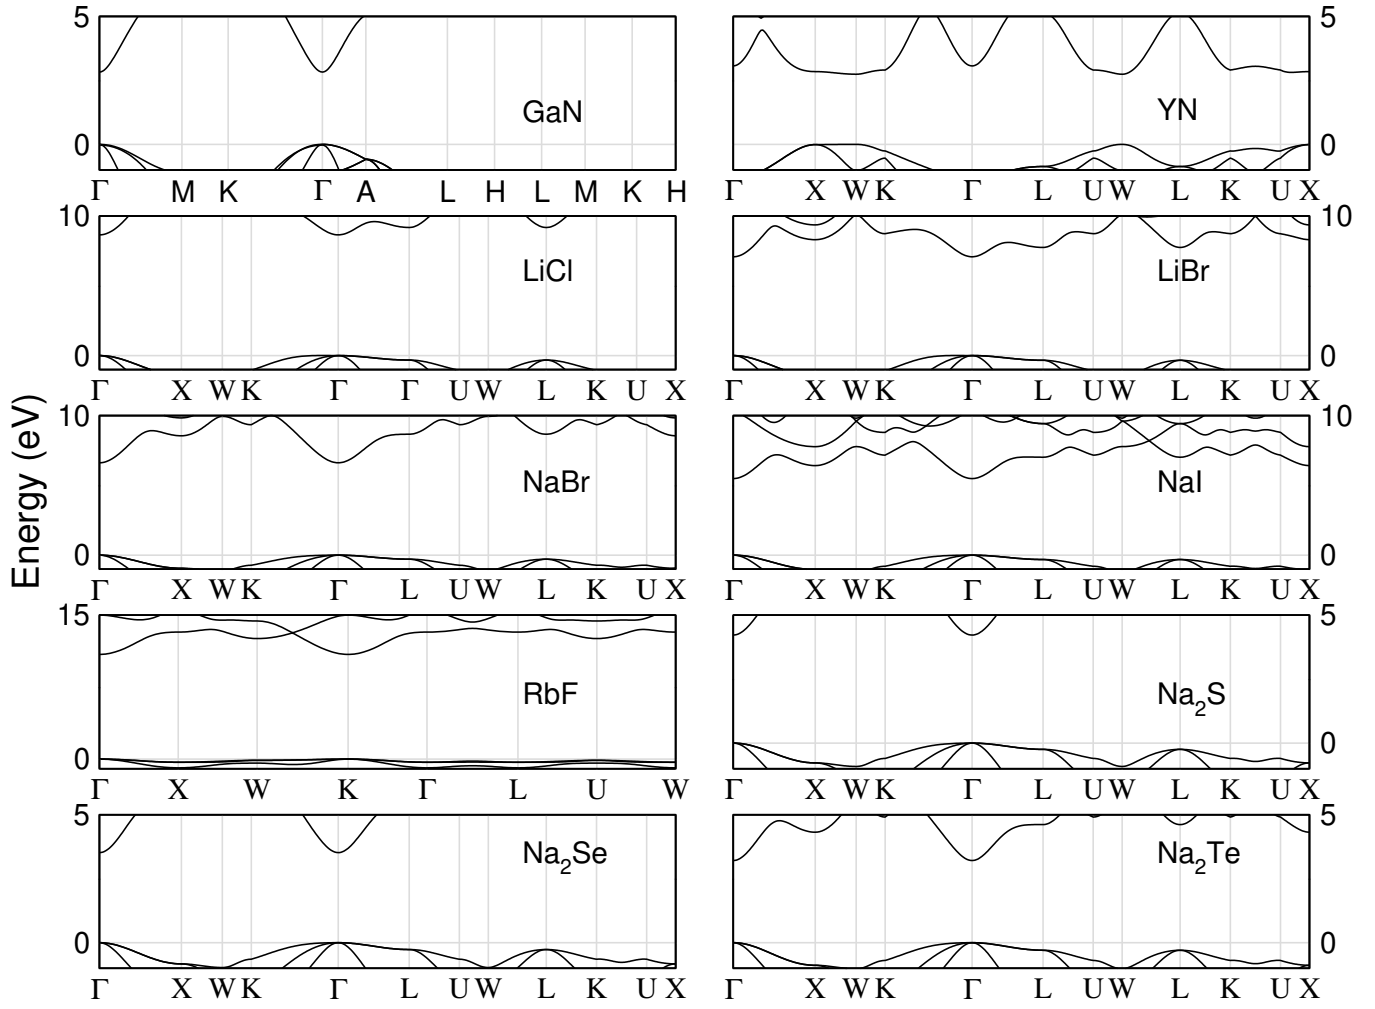 5 5
GaN YN
0 0
Γ M K Γ A L H L M K H Γ X W K Γ L U W L K U X
10 10
LiCl LiBr
0 0
Γ X W K Γ Γ U W L K U X Γ X W K Γ L U W L K U X
Energy (eV)
10 10
NaBr NaI
0 0
Γ X W K Γ L U W L K U X Γ X W K Γ L U W L K U X
15 5
RbF Na2S
0 0
Γ X W K Γ L U W Γ X W K Γ L U W L K U X
5 5
Na2Se Na2Te
0 0
Γ X W K Γ L U W L K U X Γ X W K Γ L U W L K U X